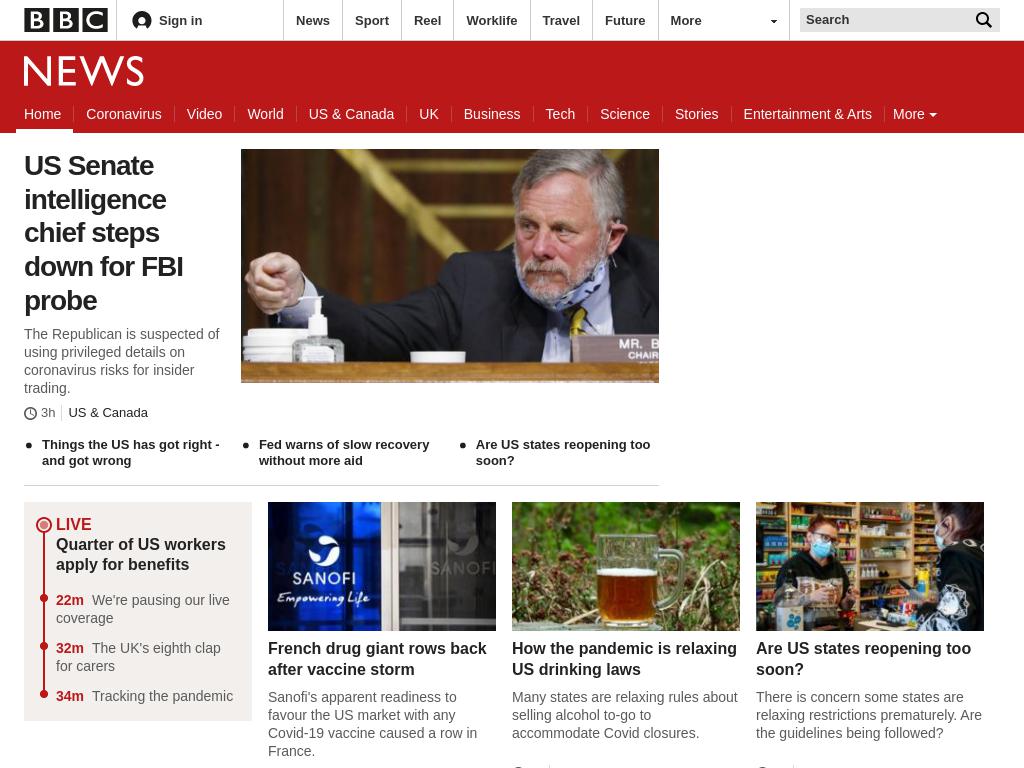 BBC
Sign in
News
Sport
Reel
Worklife
Travel
Future
More
Search
NEWS
Home
Coronavirus
Video
World
US & Canada
UK
Business
Tech
Science
Stories
Entertainment & Arts
More
US Senate
intelligence
chief steps
down for FBI
probe
The Republican is suspected of
using privileged details on
coronavirus risks for insider
trading.
3h
US & Canada
MR. B
CHAIR
Things the US has got right -
and got wrong
Fed warns of slow recovery
without more aid
Are US states reopening too
soon?
LIVE
Quarter of US workers
apply for benefits
22m We're pausing our live
coverage
32m The UK's eighth clap
for carers
34m Tracking the pandemic
SANOFI
Empowering Life
SANOFI
French drug giant rows back
after vaccine storm
Sanofi's apparent readiness to
favour the US market with any
Covid-19 vaccine caused a row in
France.
How the pandemic is relaxing
US drinking laws
Many states are relaxing rules about
selling alcohol to-go to
accommodate Covid closures.
Are US states reopening too
soon?
There is concern some states are
relaxing restrictions prematurely. Are
the guidelines being followed?